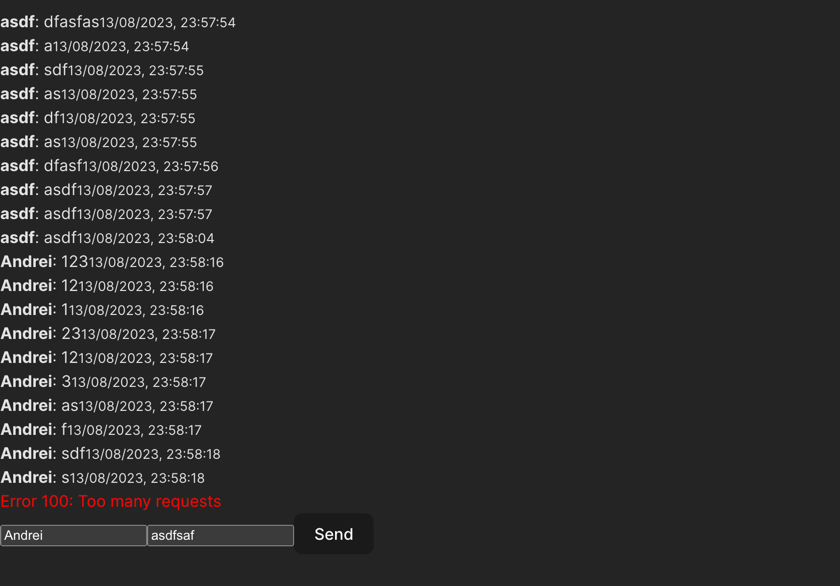 asdf: dfasfas13/08/2023, 23:57:54
asdf: a13/08/2023, 23:57:54
asdf: sdf13/08/2023, 23:57:55
asdf: as13/08/2023, 23:57:55
asdf: df13/08/2023, 23:57:55
asdf: as13/08/2023, 23:57:55
asdf: dfasf13/08/2023, 23:57:56
asdf: asdf13/08/2023, 23:57:57
asdf: asdf13/08/2023, 23:57:57
asdf: asdf13/08/2023, 23:58:04
Andrei: 12313/08/2023, 23:58:16
Andrei: 1213/08/2023, 23:58:16
Andrei: 113/08/2023, 23:58:16
Andrei: 2313/08/2023, 23:58:17
Andrei: 1213/08/2023, 23:58:17
Andrei: 313/08/2023, 23:58:17
Andrei: as13/08/2023, 23:58:17
Andrei: f13/08/2023, 23:58:17
Andrei: sdf13/08/2023, 23:58:18
Andrei: s13/08/2023, 23:58:18
Error 100: Too many requests
Andrei asdfsaf Send